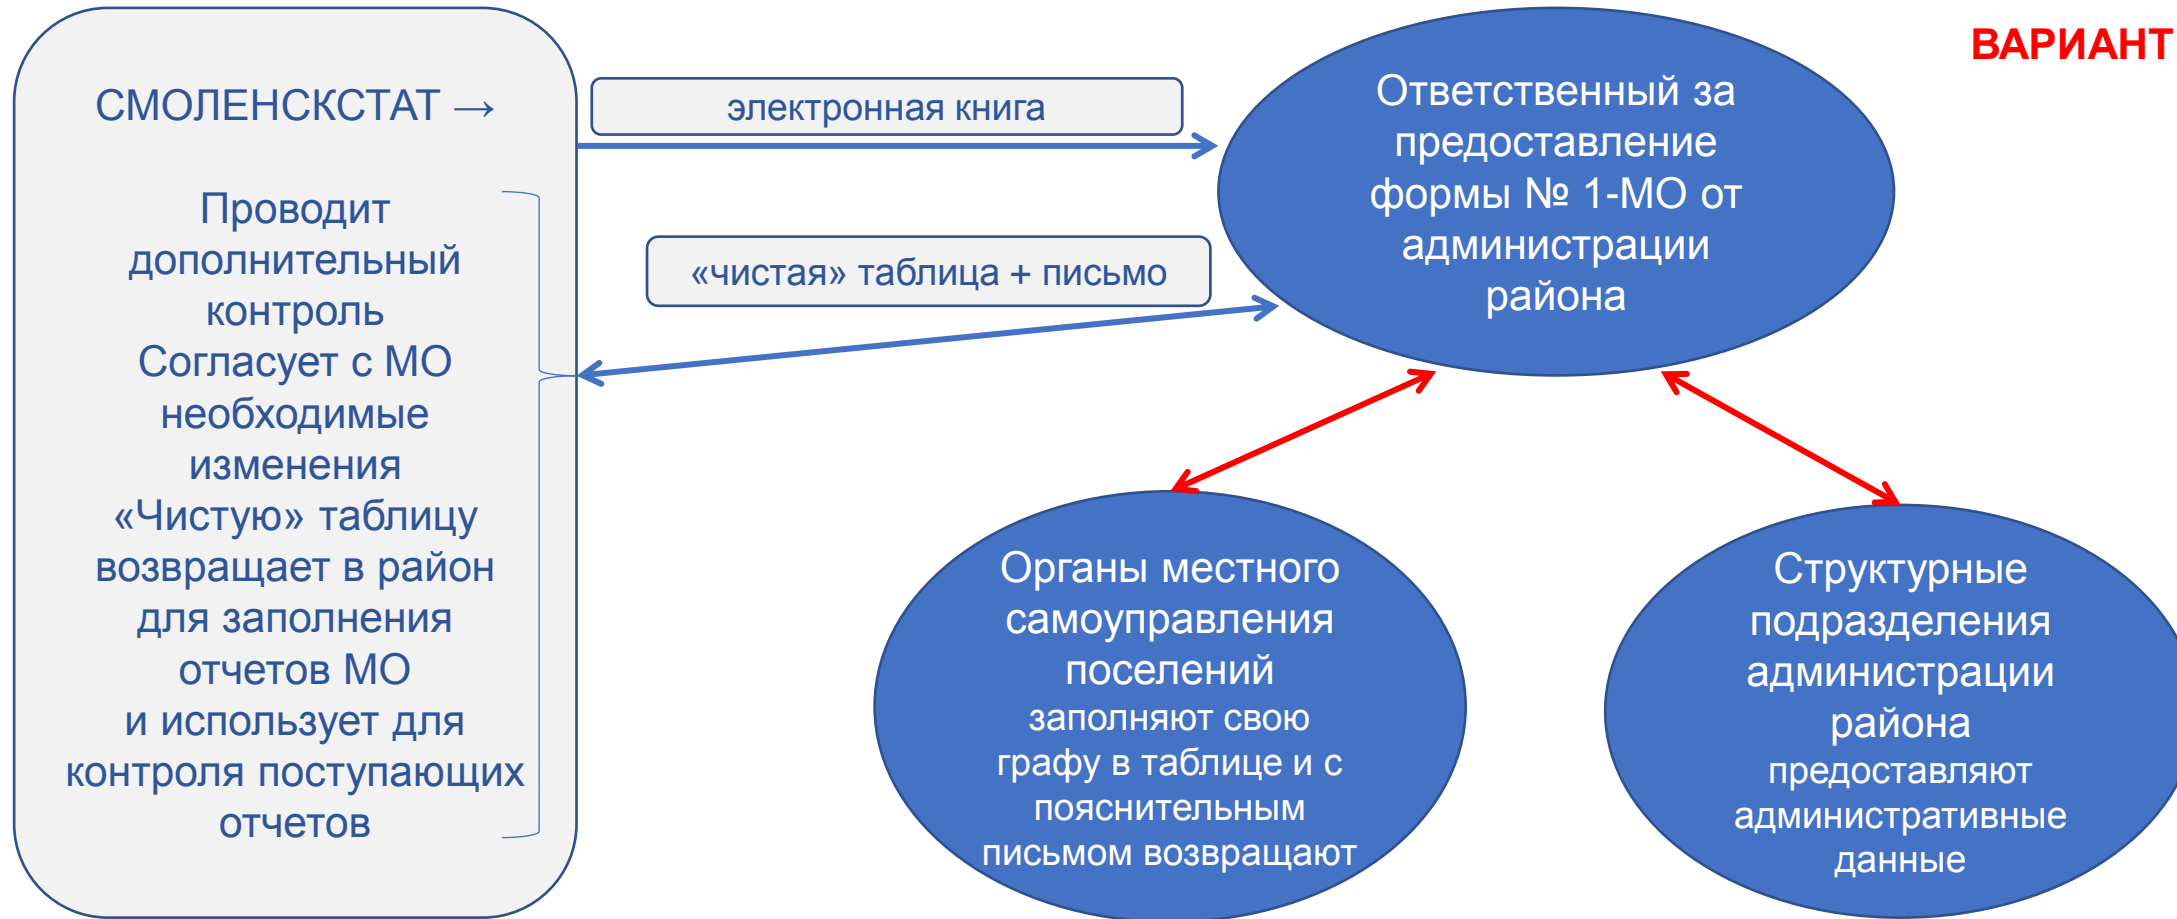 ВАРИАНТ
СМОЛЕНСКСТАТ →
Проводит
дополнительный
контроль
Согласует с МО
необходимые
изменения
«Чистую» таблицу
возвращает в район
для заполнения
отчетов МО
и использует для
контроля поступающих
отчетов
электронная книга
«чистая» таблица + письмо
Ответственный за
предоставление
формы № 1-МО от
администрации
района
Органы местного
самоуправления
поселений
заполняют свою
графу в таблице и с
пояснительным
письмом возвращают
Структурные
подразделения
администрации
района
предоставляют
административные
данные